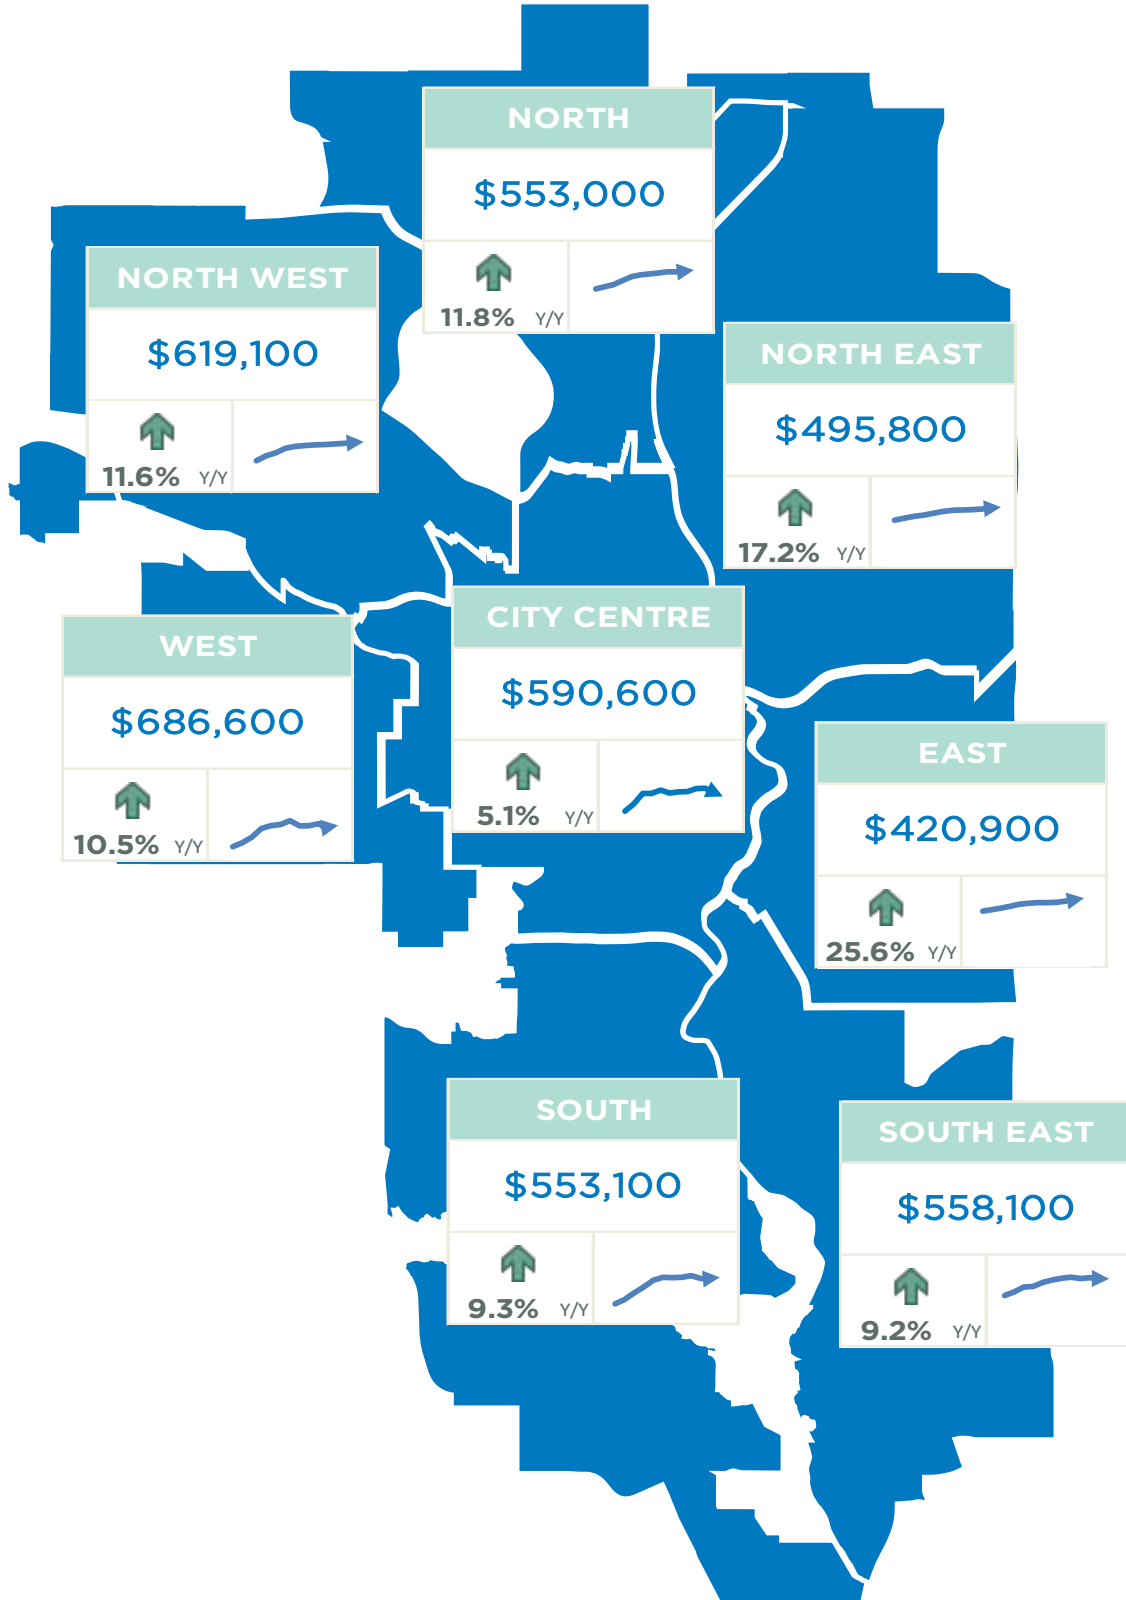 NORTH
$553,000
11.8% Y/Y
NORTH WEST
$619,100
11.6% Y/Y
NORTH EAST
$495,800
17.2% Y/Y
CITY CENTRE
$590,600
5.1% Y/Y
WEST
$686,600
10.5% Y/Y
EAST
$420,900
25.6% Y/Y
SOUTH
$553,100
9.3% Y/Y
SOUTH EAST
$558,100
9.2% Y/Y